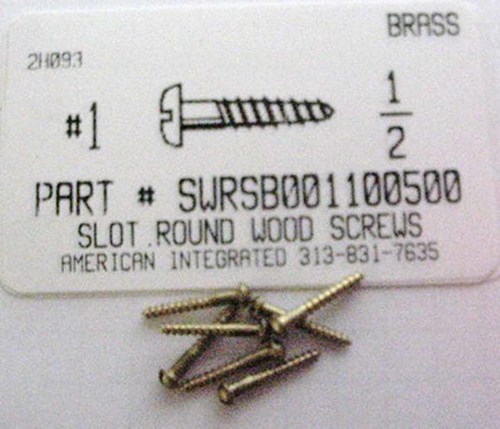 BRASS
2H093
#1
1/2
PART # SWRSB001100500
SLOT.ROUND WOOD SCREWS
AMERICAN INTEGRATED 313-831-7635